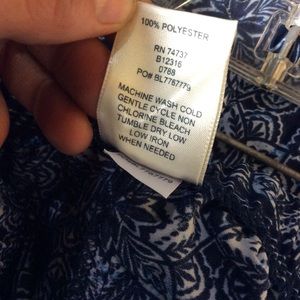 100% POLYESTER
RN 74737
B12316
0788
PO# BL7787779
MACHINE WASH COLD
GENTLE CYCLE NON
CHLORINE BLEACH
TUMBLE DRY LOW
LOW IRON
WHEN NEEDED